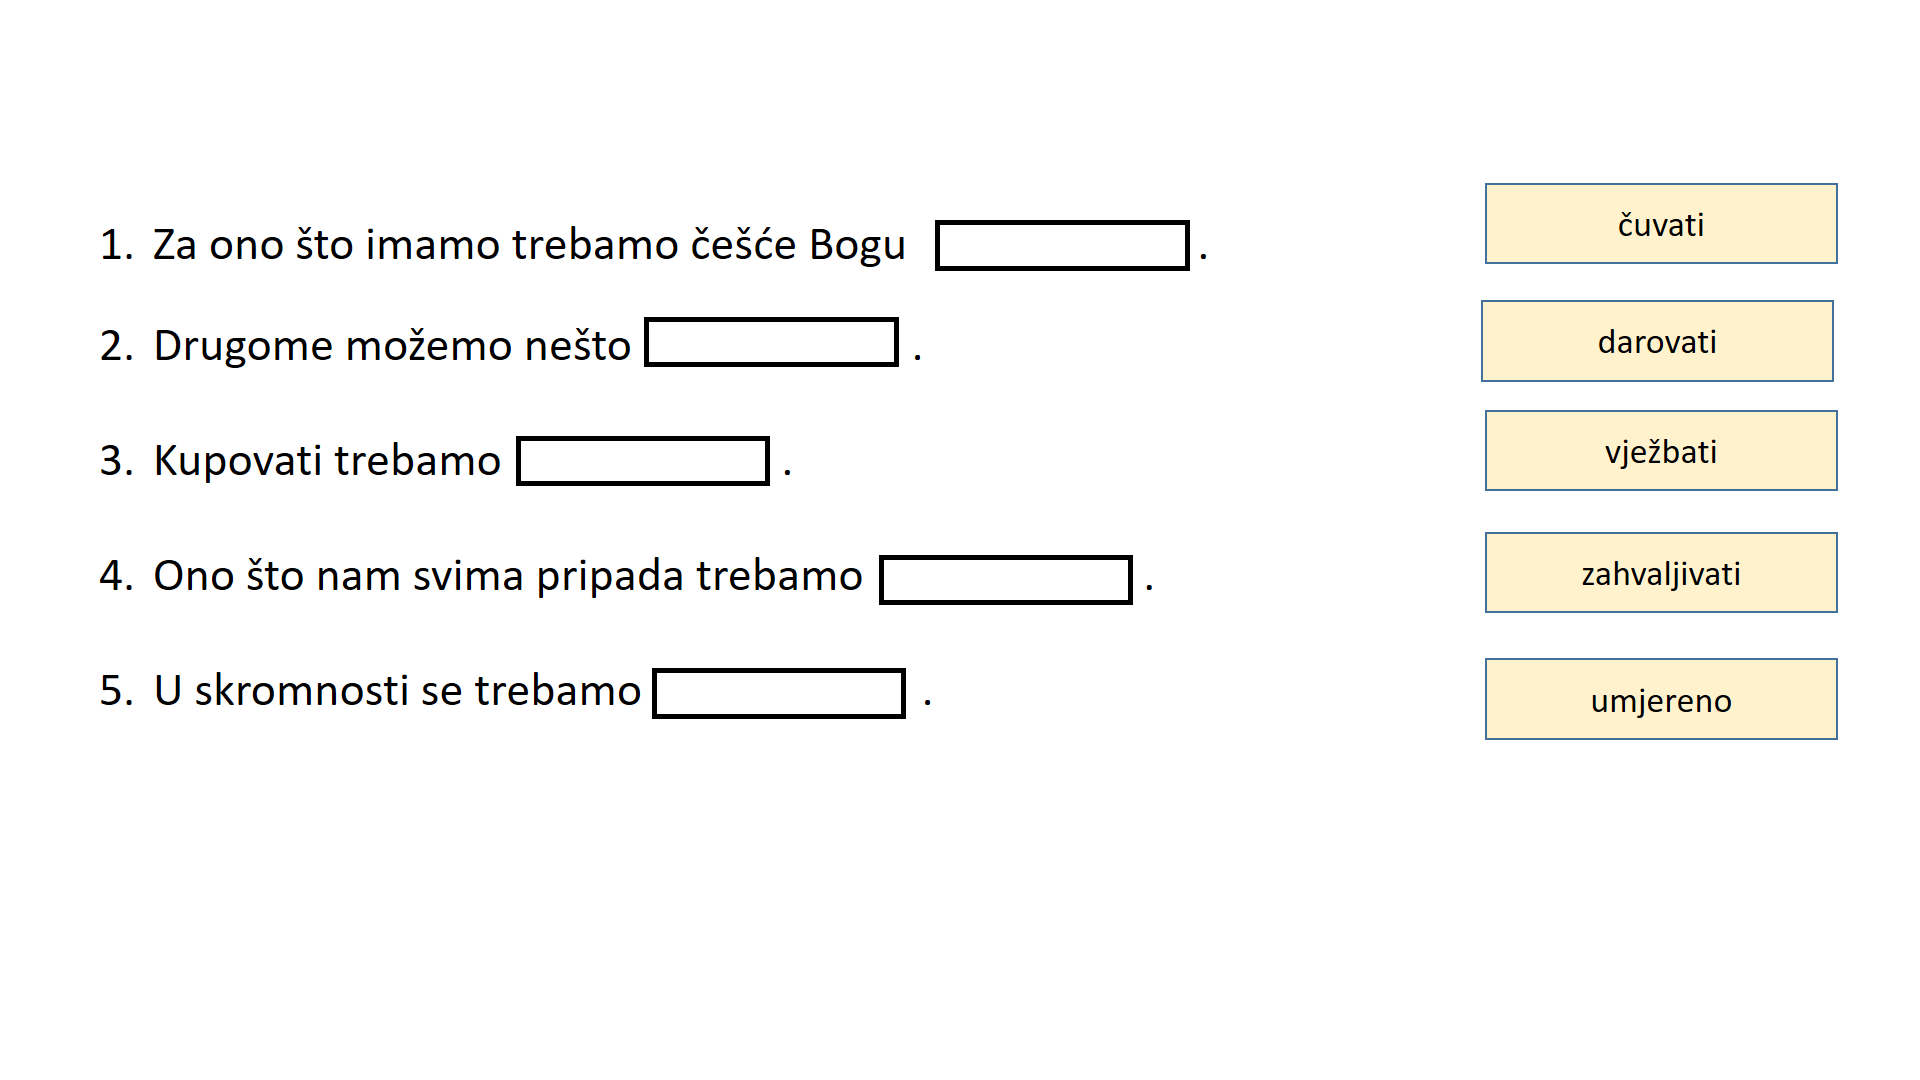 1. Za ono što imamo trebamo češće Bogu .
2. Drugome možemo nešto .
3. Kupovati trebamo .
4. Ono što nam svima pripada trebamo .
5. U skromnosti se trebamo .
čuvati
darovati
vježbati
zahvaljivati
umjereno